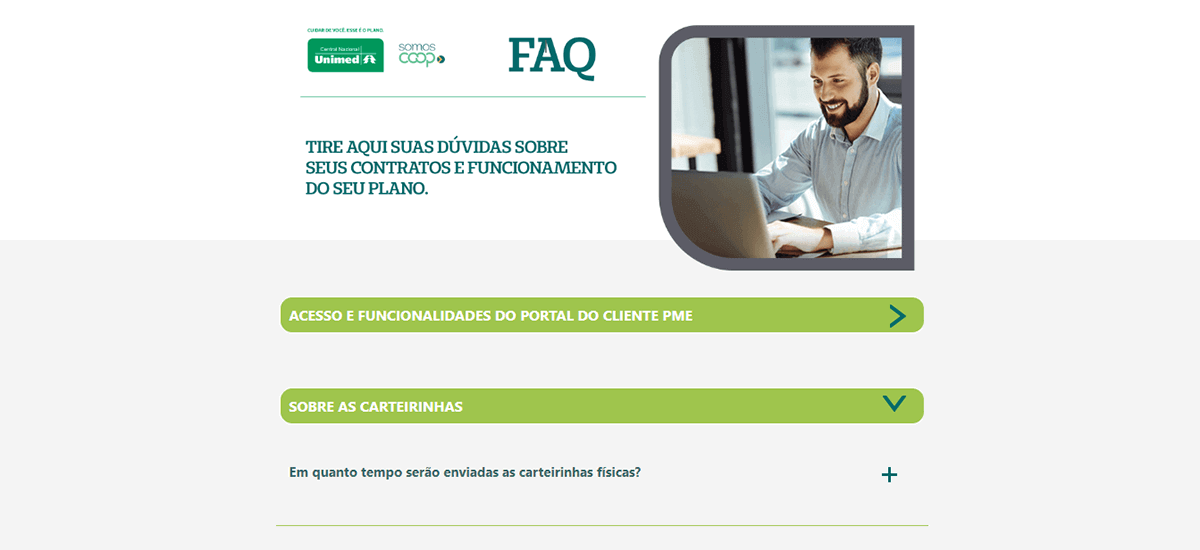 CUIDAR DE VOCÊ. ESSE É O PLANO.
Central Nacional
Unimed
somos
coop
FAQ
TIRE AQUI SUAS DÚVIDAS SOBRE
SEUS CONTRATOS E FUNCIONAMENTO
DO SEU PLANO.
ACESSO E FUNCIONALIDADES DO PORTAL DO CLIENTE PME
SOBRE AS CARTEIRINHAS
Em quanto tempo serão enviadas as carteirinhas físicas?